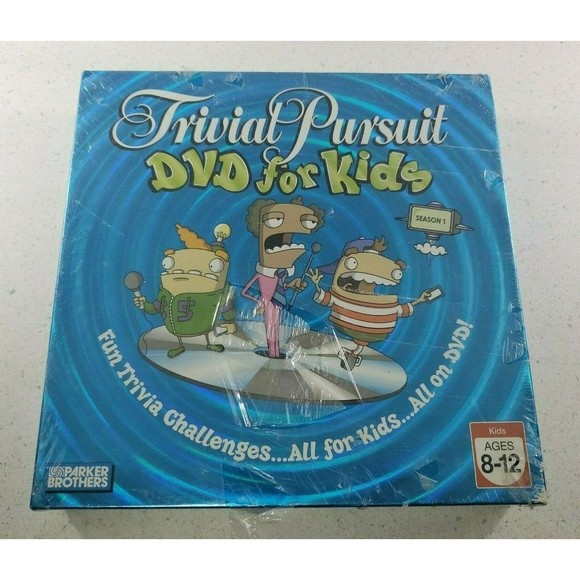 Trivial Pursuit
DVD for Kids
SEASON 1
5
Fun Trivia Challenges...All for Kids...All on DVD!
PARKER
BROTHERS
Kids
AGES
8-12